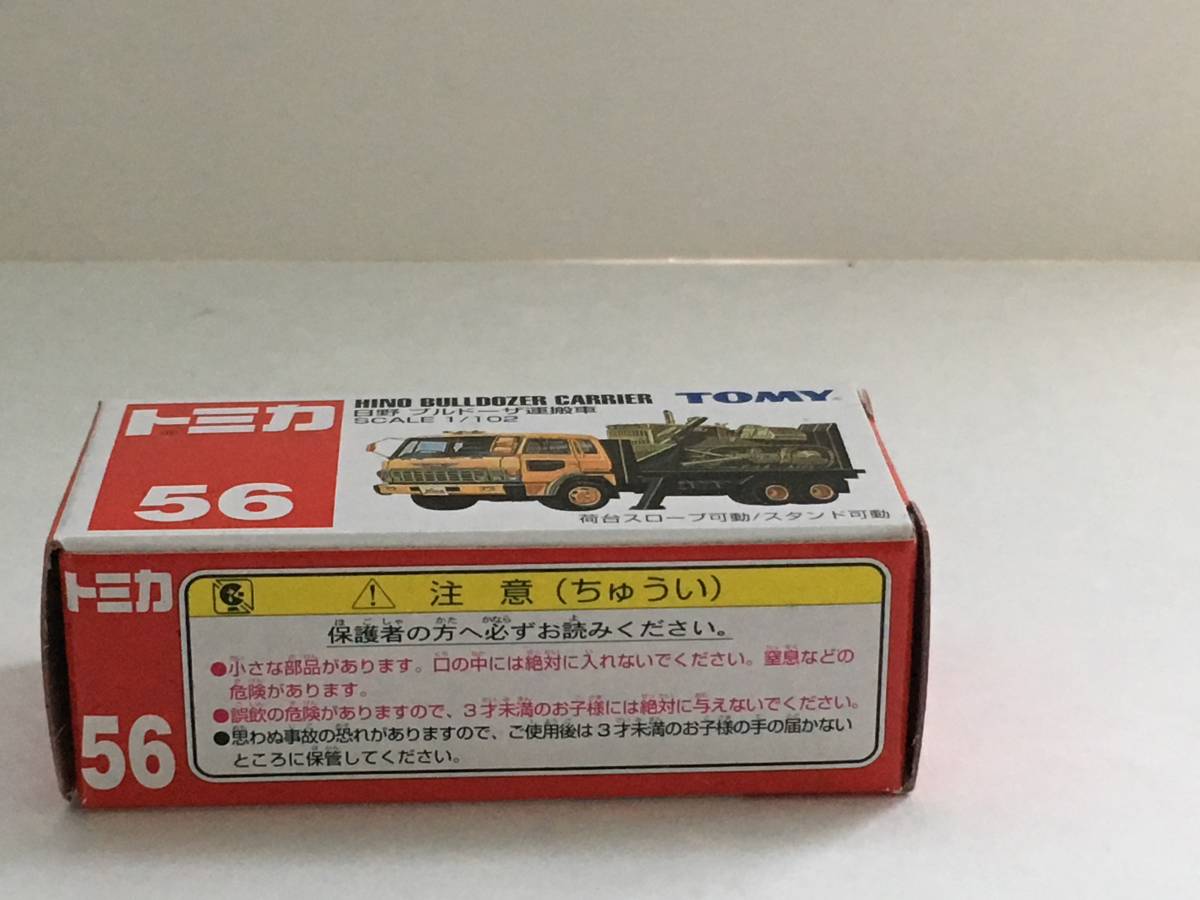 トミカ
56
HINO BULLDOZER CARRIER
日野 ブルドーザ運搬車
SCALE 1/102
TOMY
荷台スロープ可動/スタンド可動
トミカ
56
注 意 (ちゅうい)
保護者の方へ必ずお読みください。
●小さな部品があります。口の中には絶対に入れないでください。窒息などの
危険があります。
●誤飲の危険がありますので、3才未満のお子様には絶対に与えないでください。
●思わぬ事故の恐れがありますので、ご使用後は3才未満のお子様の手の届かない
ところに保管してください。